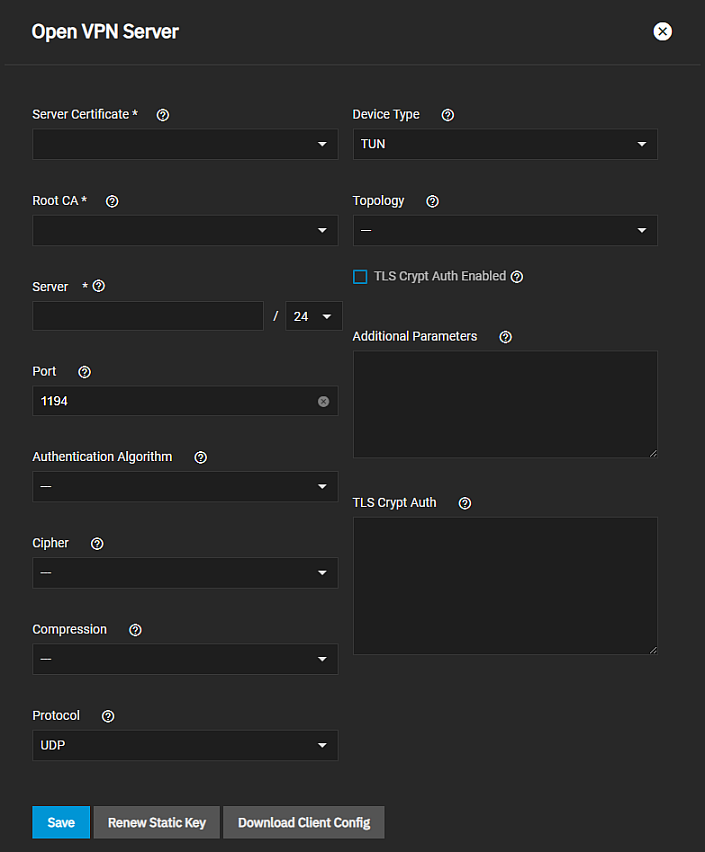 Open VPN Server
Server Certificate *
Device Type
TUN
Root CA *
Topology
---
Server *
/ 24
TLS Crypt Auth Enabled
Port
1194
Additional Parameters
Authentication Algorithm
---
Cipher
---
TLS Crypt Auth
Compression
---
Protocol
UDP
Save
Renew Static Key
Download Client Config